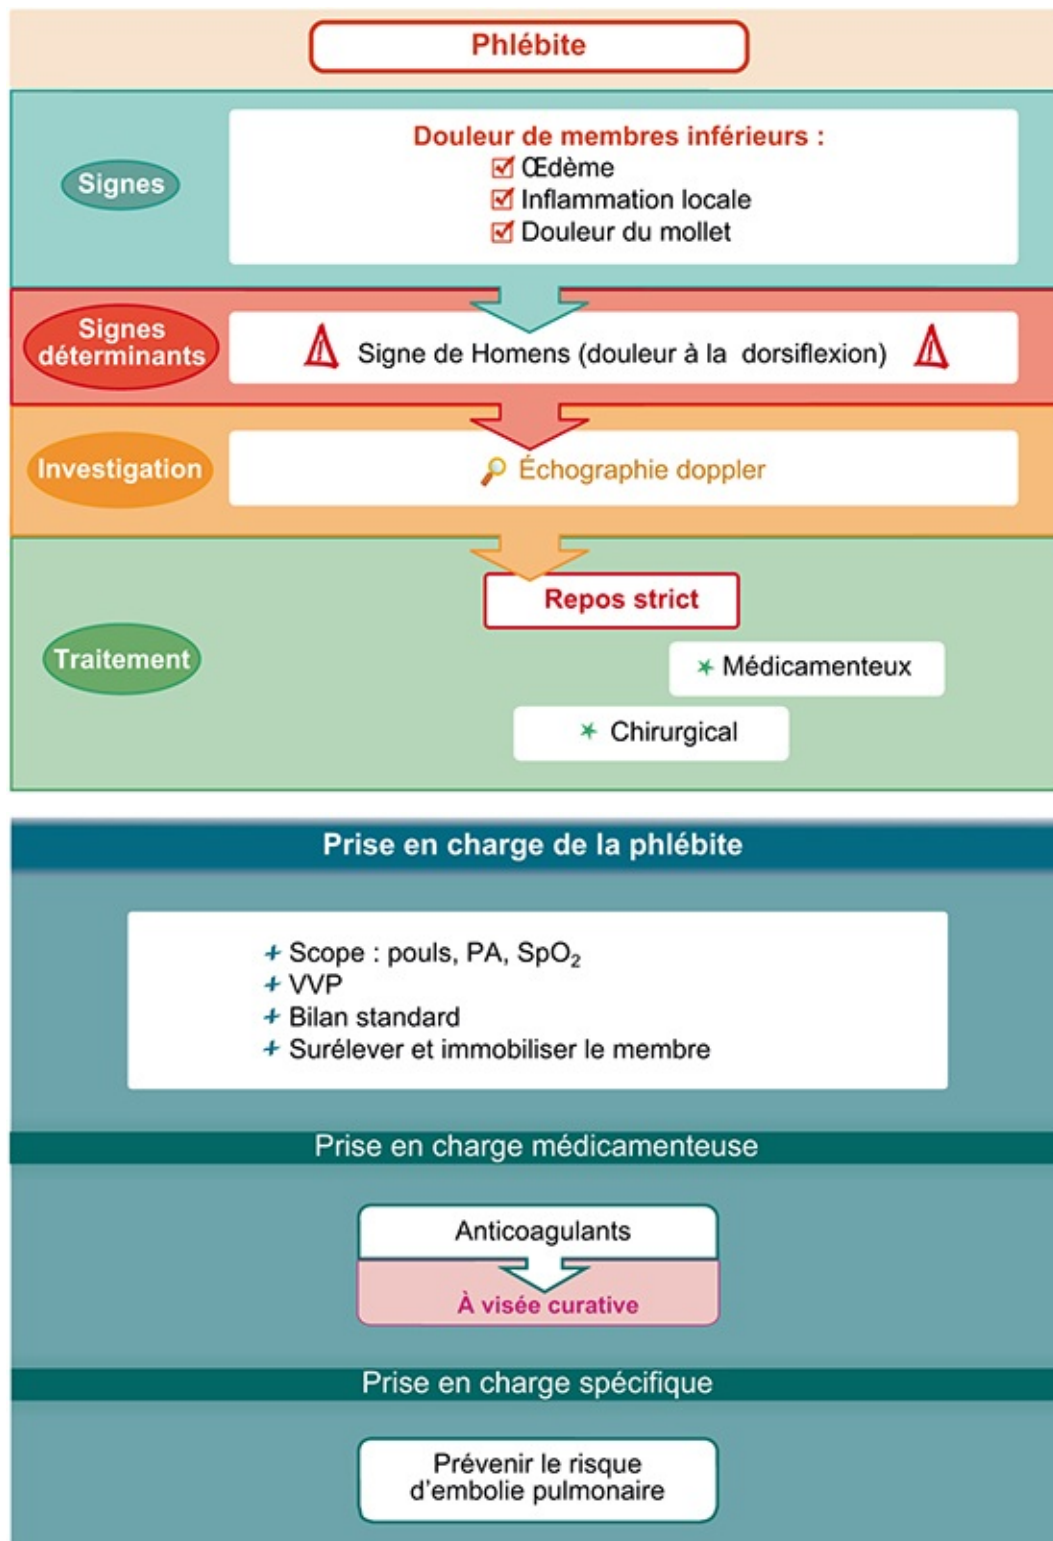 Phlébite
Signes
Douleur de membres inférieurs :
Œdème
Inflammation locale
Douleur du mollet
Signes
déterminants
Signe de Homens (douleur à la dorsiflexion)
Investigation
Échographie doppler
Traitement
Repos strict
Médicamenteux
Chirurgical
Prise en charge de la phlébite
+ Scope : pouls, PA, SpO₂
+ VVP
+ Bilan standard
+ Surélever et immobiliser le membre
Prise en charge médicamenteuse
Anticoagulants
À visée curative
Prise en charge spécifique
Prévenir le risque
d'embolie pulmonaire